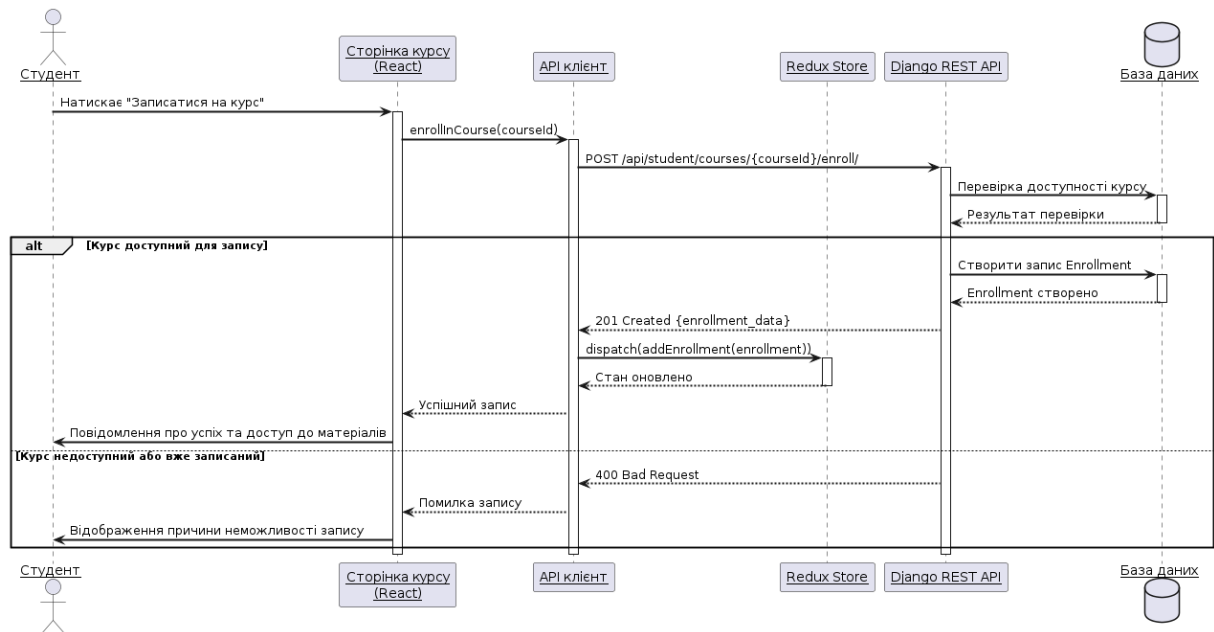 Студент
Сторінка курсу
(React)
API клієнт
Redux Store
Django REST API
База даних
Натискає "Записатися на курс"
enrollInCourse(courseId)
POST /api/student/courses/{courseId}/enroll/
Перевірка доступності курсу
Результат перевірки
alt [Курс доступний для запису]
Створити запис Enrollment
Enrollment створено
201 Created {enrollment_data}
dispatch(addEnrollment(enrollment))
Стан оновлено
Успішний запис
Повідомлення про успіх та доступ до матеріалів
[Курс недоступний або вже записаний]
400 Bad Request
Помилка запису
Відображення причини неможливості запису
Студент
Сторінка курсу
(React)
API клієнт
Redux Store
Django REST API
База даних